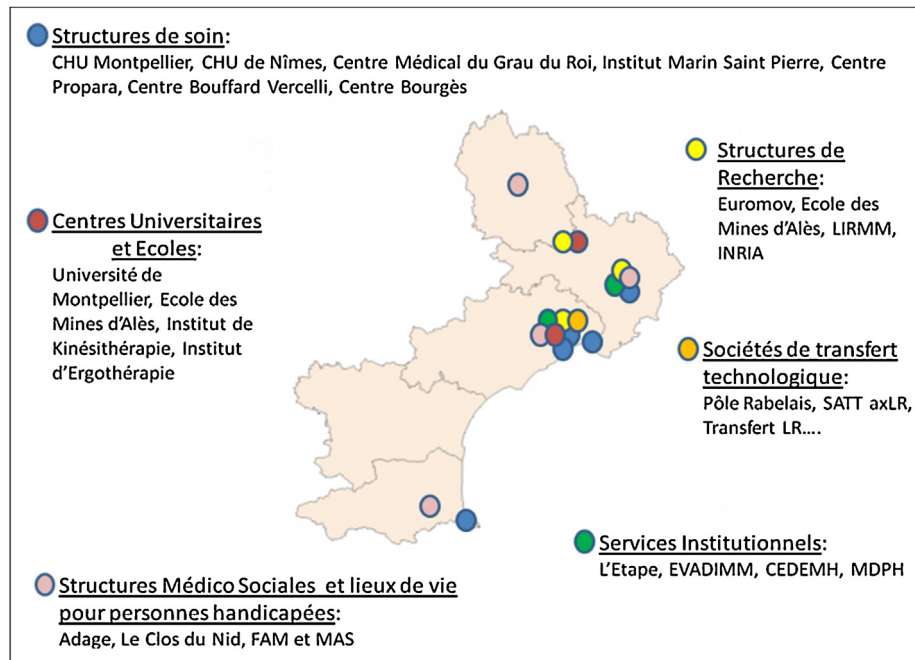 Structures de soin:
CHU Montpellier, CHU de Nîmes, Centre Médical du Grau du Roi, Institut Marin Saint Pierre, Centre
Propara, Centre Bouffard Vercelli, Centre Bourgès
Structures de
Recherche:
Euromov, Ecole des
Mines d'Alès, LIRMM,
INRIA
Centres Universitaires
et Ecoles:
Université de
Montpellier, Ecole des
Mines d'Alès, Institut de
Kinésithérapie, Institut
d'Ergothérapie
Sociétés de transfert
technologique:
Pôle Rabelais, SATT axLR,
Transfert LR....
Services Institutionnels:
L'Etape, EVADIMM, CEDEMH, MDPH
Structures Médico Sociales et lieux de vie
pour personnes handicapées:
Adage, Le Clos du Nid, FAM et MAS